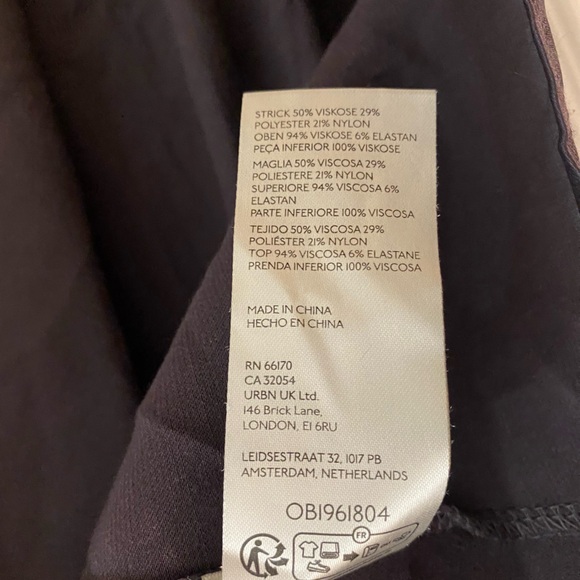 STRICK 50% VISKOSE 29%
POLYESTER 21% NYLON
OBEN 94% VISKOSE 6% ELASTAN
PEÇA INFERIOR 100% VISKOSE
MAGLIA 50% VISCOSA 29%
POLIESTERE 21% NYLON
SUPERIORE 94% VISCOSA 6%
ELASTAN
PARTE INFERIORE 100% VISCOSA
TEJIDO 50% VISCOSA 29%
POLIÉSTER 21% NYLON
TOP 94% VISCOSA 6% ELASTANE
PRENDA INFERIOR 100% VISCOSA
MADE IN CHINA
HECHO EN CHINA
RN 66170
CA 32054
URBN UK Ltd.
146 Brick Lane,
LONDON, E1 6RU
LEIDSESTRAAT 32, 1017 PB
AMSTERDAM, NETHERLANDS
OB1961804
FR